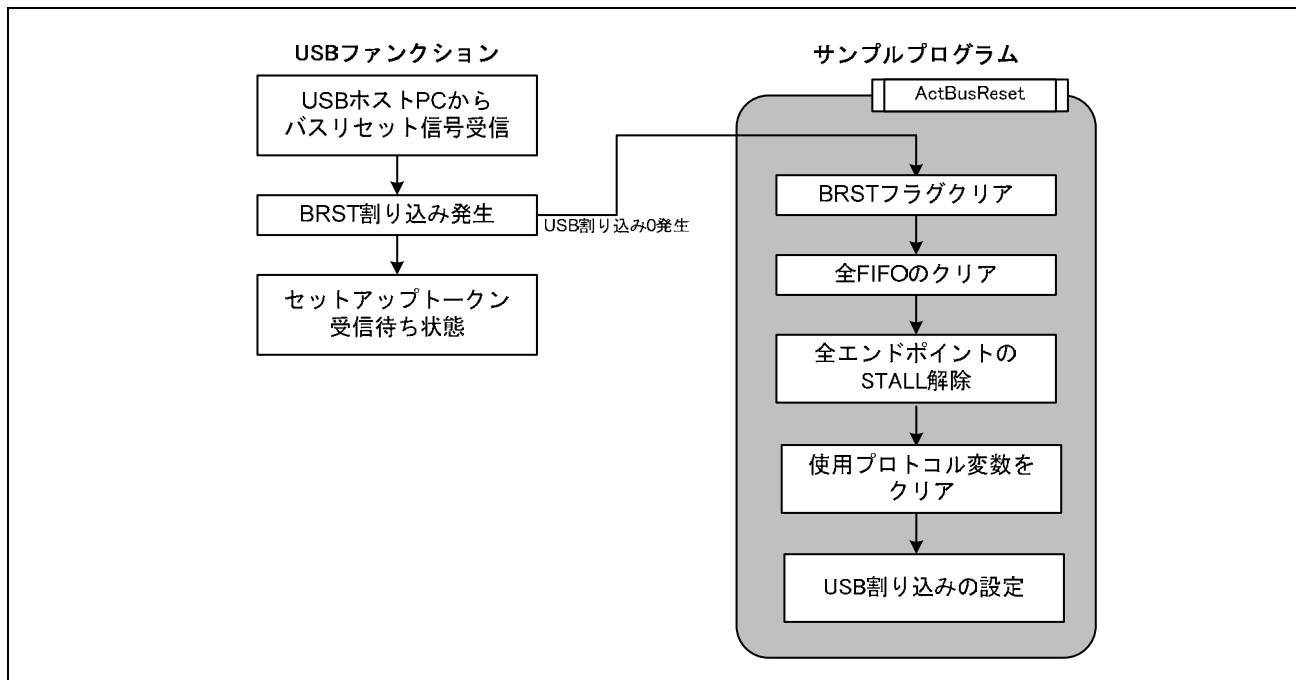 USBファンクション
USBホストPCから
バスリセット信号受信
BRST割り込み発生
USB割り込み0発生
セットアップトークン
受信待ち状態
サンプルプログラム
ActBusReset
BRSTフラグクリア
全FIFOのクリア
全エンドポイントの
STALL解除
使用プロトコル変数を
クリア
USB割り込みの設定